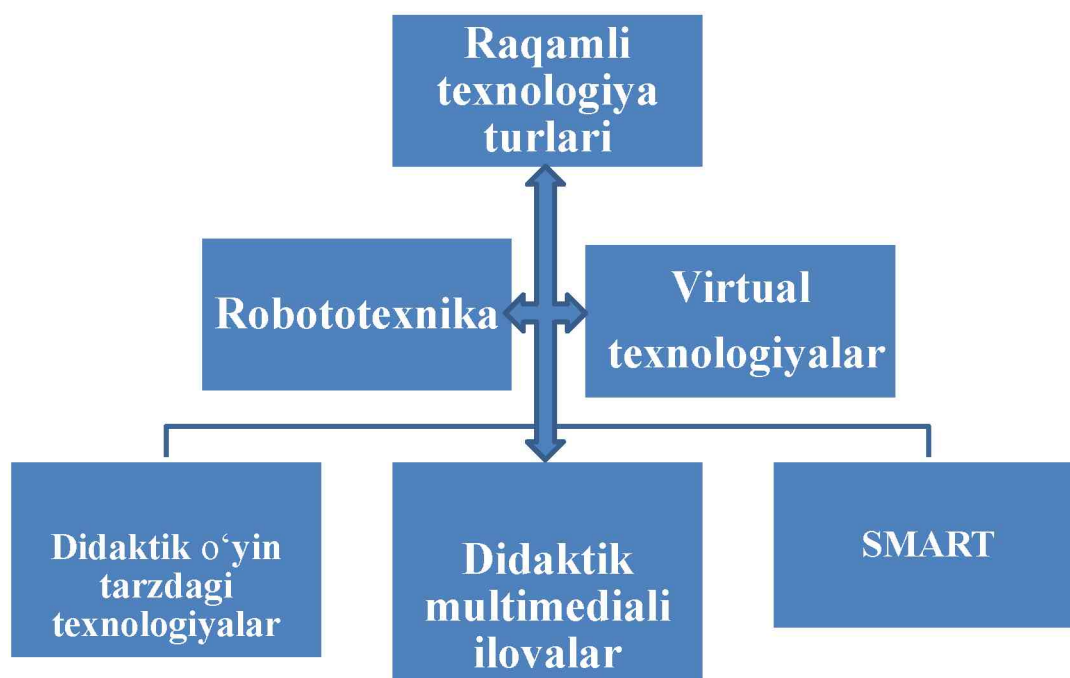 Raqamli
texnologiya
turlari
Robototexnika
Virtual
texnologiyalar
Didaktik o‘yin
tarzdagi
texnologiyalar
Didaktik
multimediali
ilovalar
SMART